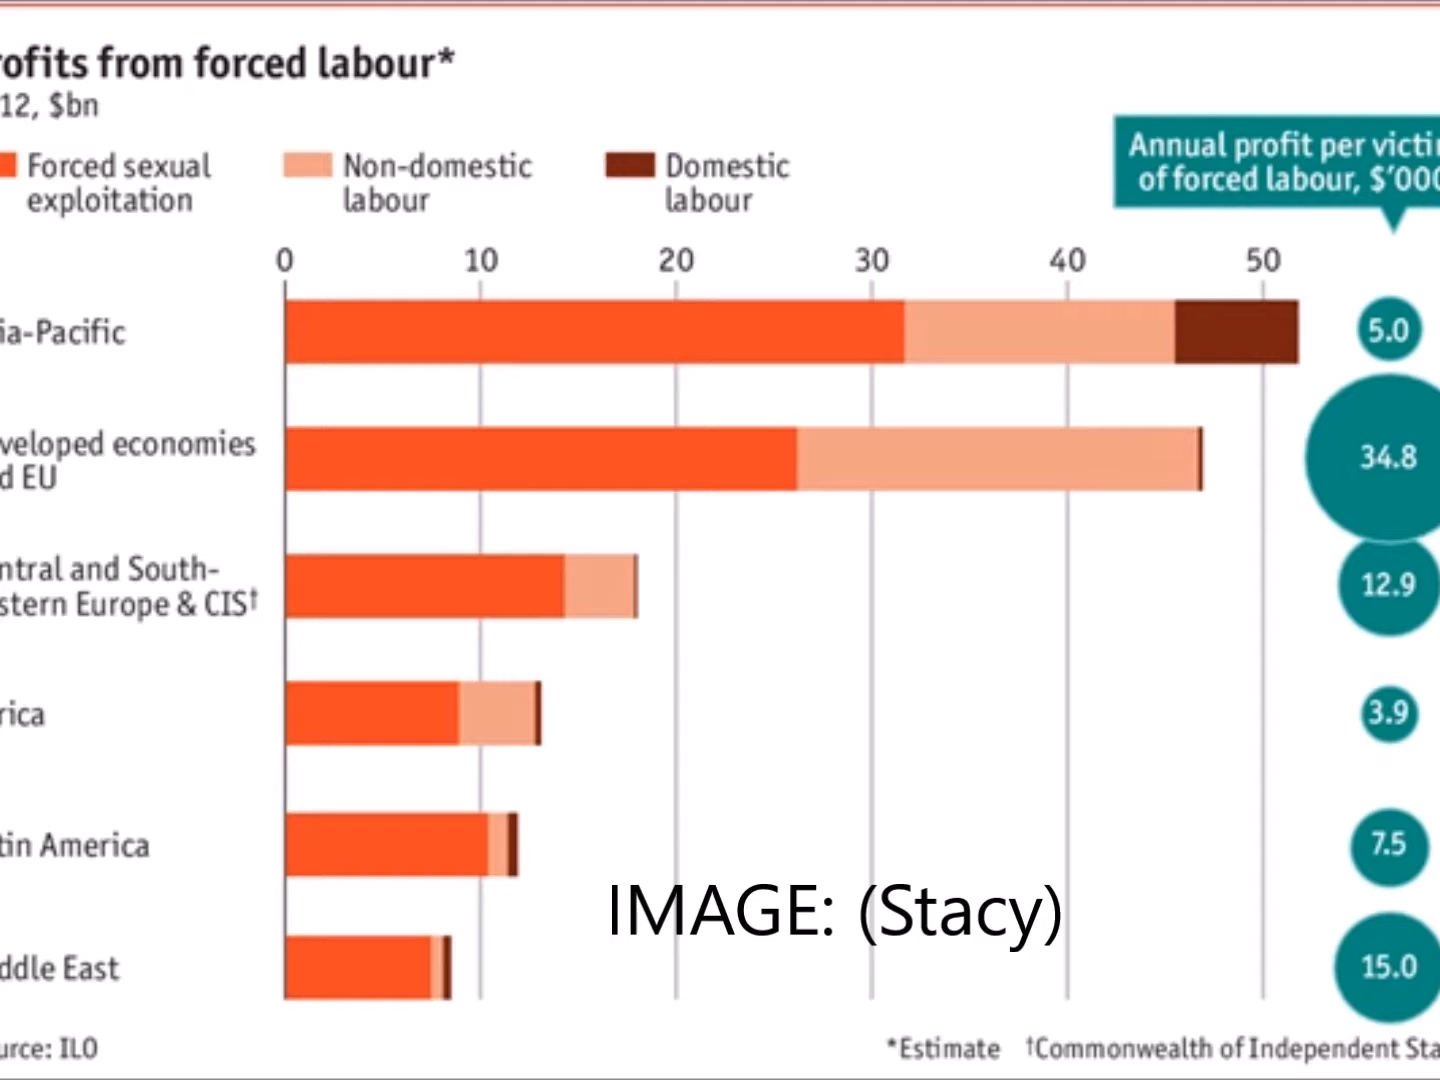 rofits from forced labour*
12, $bn
Forced sexual exploitation
Non-domestic labour
Domestic labour
Annual profit per victi
of forced labour, $'000
0 10 20 30 40 50
ia-Pacific
5.0
veloped economies
d EU
34.8
ntral and South-
stern Europe & CIS†
12.9
rica
3.9
tin America
7.5
IMAGE: (Stacy)
ddle East
15.0
urce: ILO
*Estimate †Commonwealth of Independent Sta